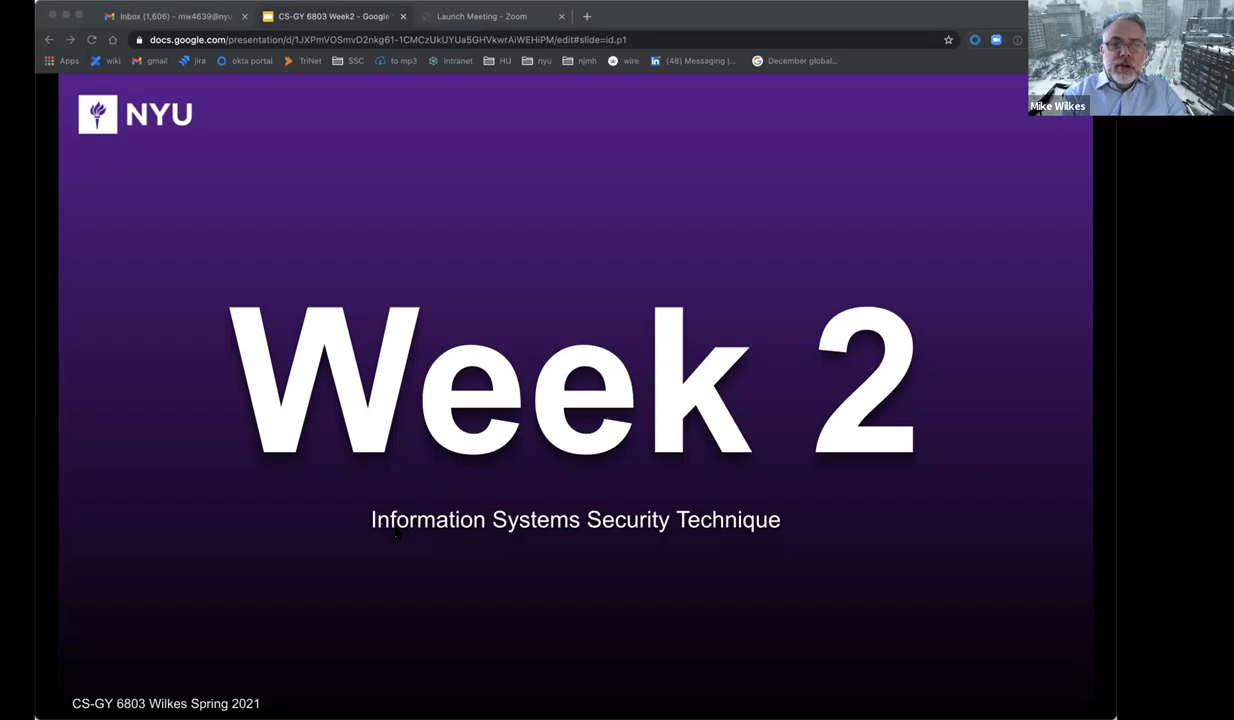 Inbox (1,606) - mw4639@nyu
CS-GY 6803 Week2 - Google
Launch Meeting - Zoom
docs.google.com/presentation/d/1JXPmVOSmvD2nkg61-1CMCzUkUYUa5GHVkwrAiWEHiPM/edit#slide=id.p1
Apps wiki gmail jira okta portal TriNet SSC to mp3 intranet HU nyu njmh wire (48) Messaging |... December global...
Mike Wilkes
NYU
Week 2
Information Systems Security Technique
CS-GY 6803 Wilkes Spring 2021